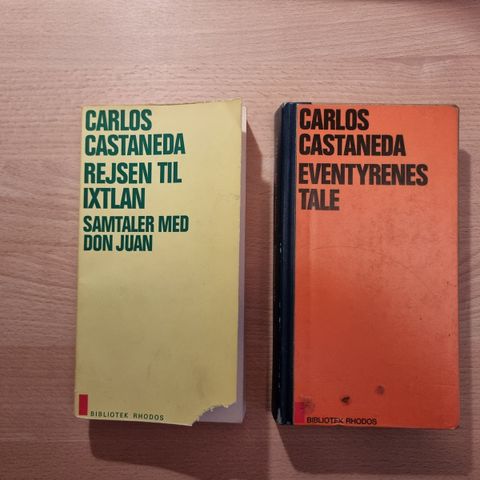 CARLOS
CASTANEDA
REJSEN TIL
IXTLAN
SAMTALER MED
DON JUAN
BIBLIOTEK RHODOS
CARLOS
CASTANEDA
EVENTYRENES
TALE
BIBLIOTEK RHODOS